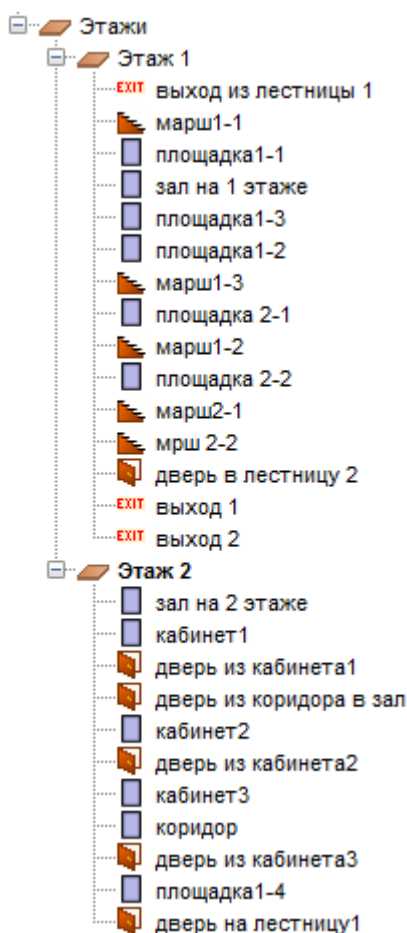 Этажи
Этаж 1
EXIT выход из лестницы 1
марш1-1
площадка1-1
зал на 1 этаже
площадка1-3
площадка1-2
марш1-3
площадка 2-1
марш1-2
площадка 2-2
марш2-1
мрш 2-2
дверь в лестницу 2
EXIT выход 1
EXIT выход 2
Этаж 2
зал на 2 этаже
кабинет1
дверь из кабинета1
дверь из коридора в зал
кабинет2
дверь из кабинета2
кабинет3
коридор
дверь из кабинета3
площадка1-4
дверь на лестницу1